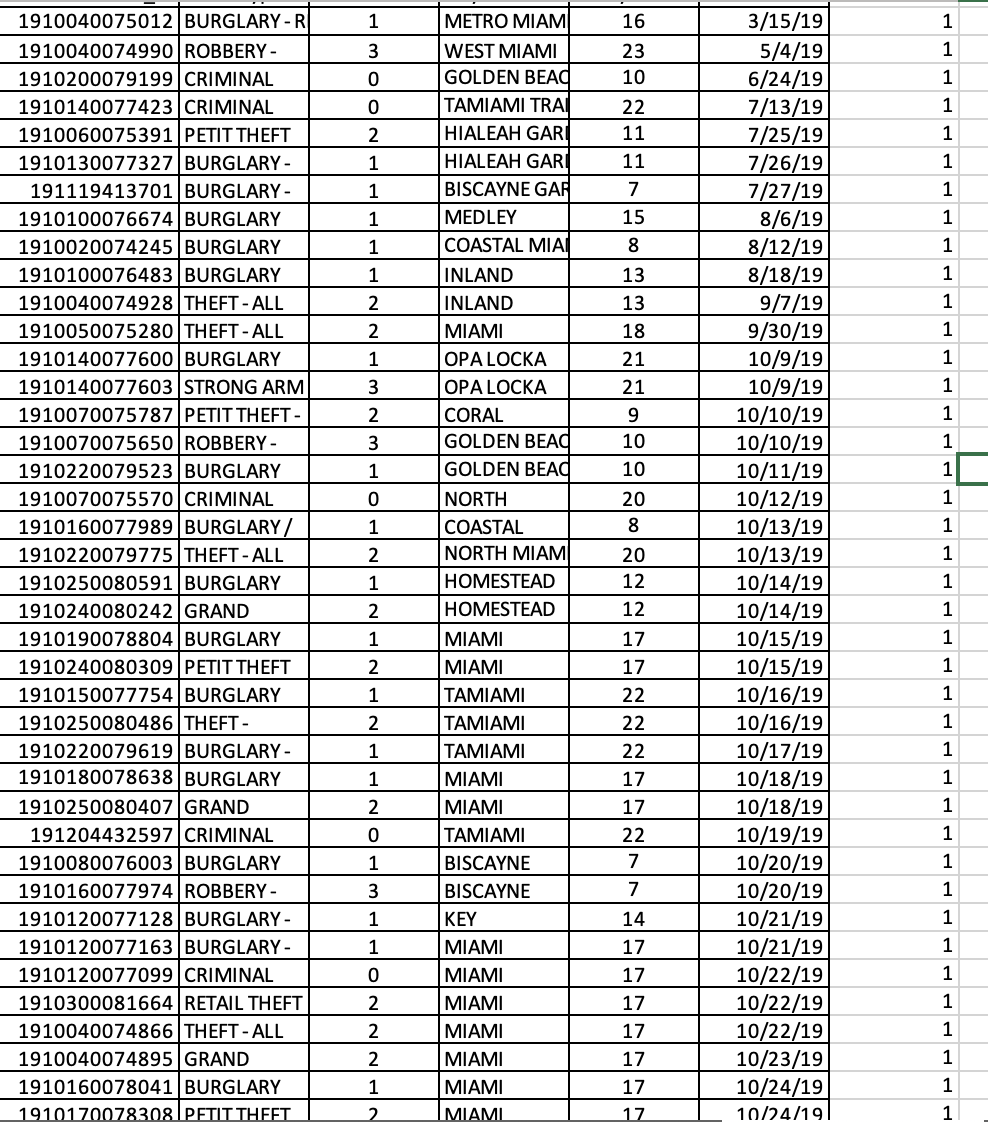 1910040075012 BURGLARY - R 1 METRO MIAM 16 3/15/19 1
1910040074990 ROBBERY - 3 WEST MIAMI 23 5/4/19 1
1910200079199 CRIMINAL 0 GOLDEN BEAC 10 6/24/19 1
1910140077423 CRIMINAL 0 TAMIAMI TRAI 22 7/13/19 1
1910060075391 PETIT THEFT 2 HIALEAH GARI 11 7/25/19 1
1910130077327 BURGLARY - 1 HIALEAH GARI 11 7/26/19 1
191119413701 BURGLARY - 1 BISCAYNE GAR 7 7/27/19 1
1910100076674 BURGLARY 1 MEDLEY 15 8/6/19 1
1910020074245 BURGLARY 1 COASTAL MIAI 8 8/12/19 1
1910100076483 BURGLARY 1 INLAND 13 8/18/19 1
1910040074928 THEFT - ALL 2 INLAND 13 9/7/19 1
1910050075280 THEFT - ALL 2 MIAMI 18 9/30/19 1
1910140077600 BURGLARY 1 OPA LOCKA 21 10/9/19 1
1910140077603 STRONG ARM 3 OPA LOCKA 21 10/9/19 1
1910070075787 PETIT THEFT - 2 CORAL 9 10/10/19 1
1910070075650 ROBBERY - 3 GOLDEN BEAC 10 10/10/19 1
1910220079523 BURGLARY 1 GOLDEN BEAC 10 10/11/19 1
1910070075570 CRIMINAL 0 NORTH 20 10/12/19 1
1910160077989 BURGLARY / 1 COASTAL 8 10/13/19 1
1910220079775 THEFT - ALL 2 NORTH MIAM 20 10/13/19 1
1910250080591 BURGLARY 1 HOMESTEAD 12 10/14/19 1
1910240080242 GRAND 2 HOMESTEAD 12 10/14/19 1
1910190078804 BURGLARY 1 MIAMI 17 10/15/19 1
1910240080309 PETIT THEFT 2 MIAMI 17 10/15/19 1
1910150077754 BURGLARY 1 TAMIAMI 22 10/16/19 1
1910250080486 THEFT - 2 TAMIAMI 22 10/16/19 1
1910220079619 BURGLARY - 1 TAMIAMI 22 10/17/19 1
1910180078638 BURGLARY 1 MIAMI 17 10/18/19 1
1910250080407 GRAND 2 MIAMI 17 10/18/19 1
191204432597 CRIMINAL 0 TAMIAMI 22 10/19/19 1
1910080076003 BURGLARY 1 BISCAYNE 7 10/20/19 1
1910160077974 ROBBERY - 3 BISCAYNE 7 10/20/19 1
1910120077128 BURGLARY - 1 KEY 14 10/21/19 1
1910120077163 BURGLARY - 1 MIAMI 17 10/21/19 1
1910120077099 CRIMINAL 0 MIAMI 17 10/22/19 1
1910300081664 RETAIL THEFT 2 MIAMI 17 10/22/19 1
1910040074866 THEFT - ALL 2 MIAMI 17 10/22/19 1
1910040074895 GRAND 2 MIAMI 17 10/23/19 1
1910160078041 BURGLARY 1 MIAMI 17 10/24/19 1
1910170078308 PETIT THEFT 2 MIAMI 17 10/24/19 1